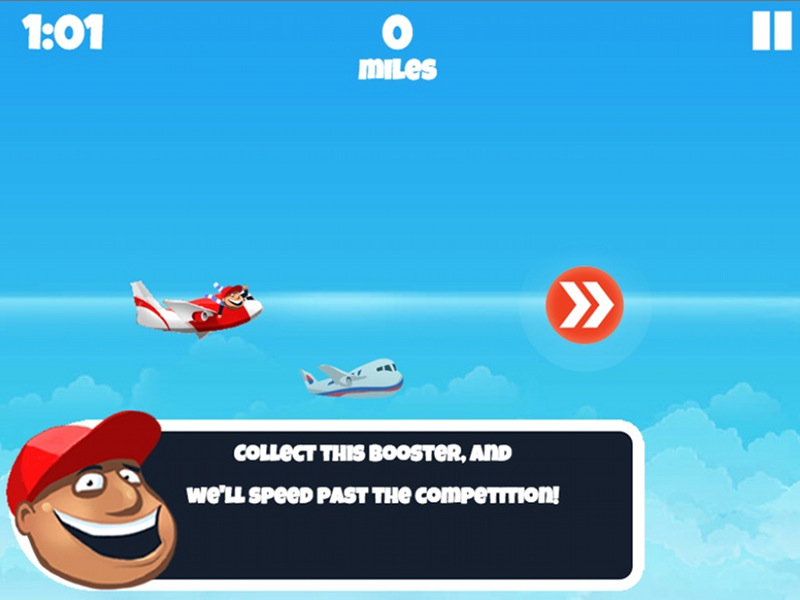 1:01
0
miles
Collect this booster, and
we'll speed past the competition!